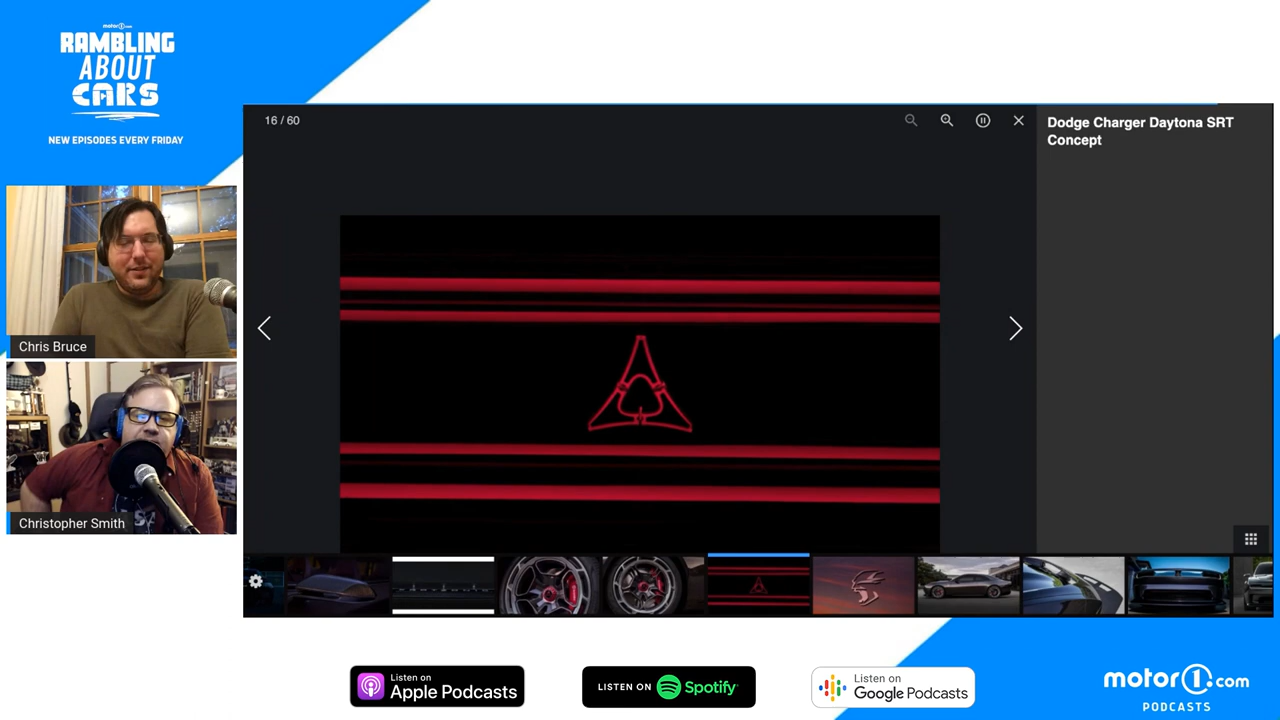 motor1.com
RAMBLING
ABOUT
CARS
NEW EPISODES EVERY FRIDAY
16 / 60
Dodge Charger Daytona SRT
Concept
Chris Bruce
Christopher Smith
Listen on
Apple Podcasts
LISTEN ON Spotify
Listen on
Google Podcasts
motor1.com
PODCASTS